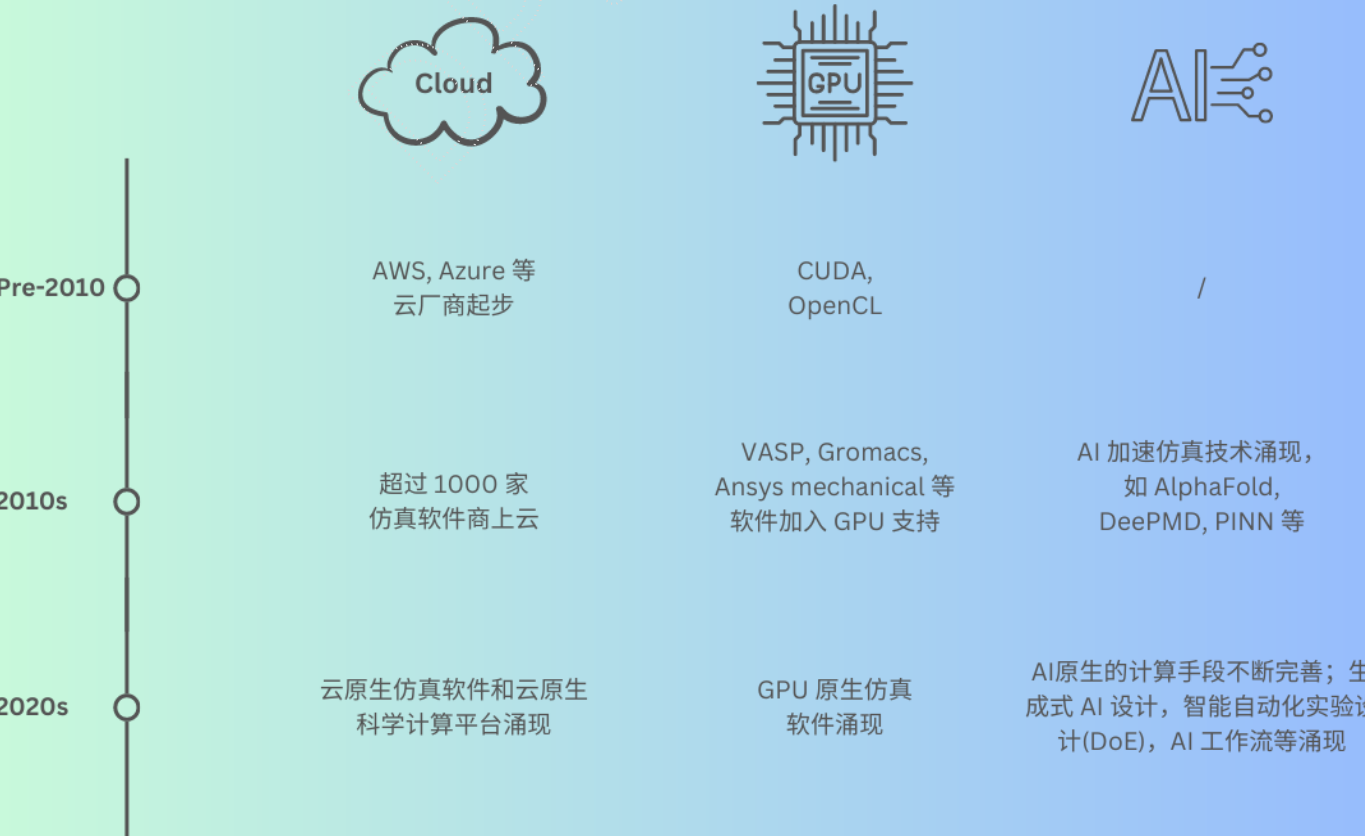 Cloud
GPU
AI
Pre-2010
AWS, Azure 等
云厂商起步
CUDA,
OpenCL
/
2010s
超过 1000 家
仿真软件商上云
VASP, Gromacs,
Ansys mechanical 等
软件加入 GPU 支持
AI 加速仿真技术涌现，
如 AlphaFold,
DeePMD, PINN 等
2020s
云原生仿真软件和云原生
科学计算平台涌现
GPU 原生仿真
软件涌现
AI原生的计算手段不断完善；生
成式 AI 设计，智能自动化实验设
计(DoE)，AI 工作流等涌现